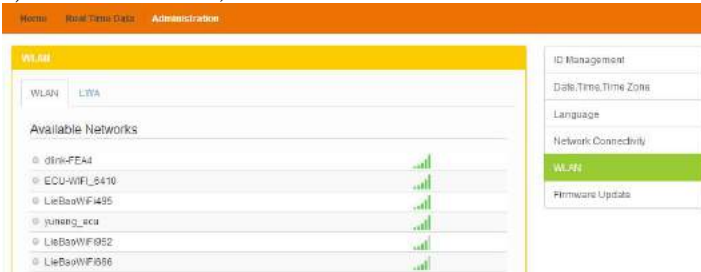 Home Real Time Data Administration
WLAN
WLAN LWA
Available Networks
dlink-FEA4
ECU-WIFI_6410
LieBaoWiFi495
yuneng_ecu
LieBaoWiFi952
LieBaoWiFi686
ID Management
Date,Time,Time Zone
Language
Network Connectivity
WLAN
Firmware Update